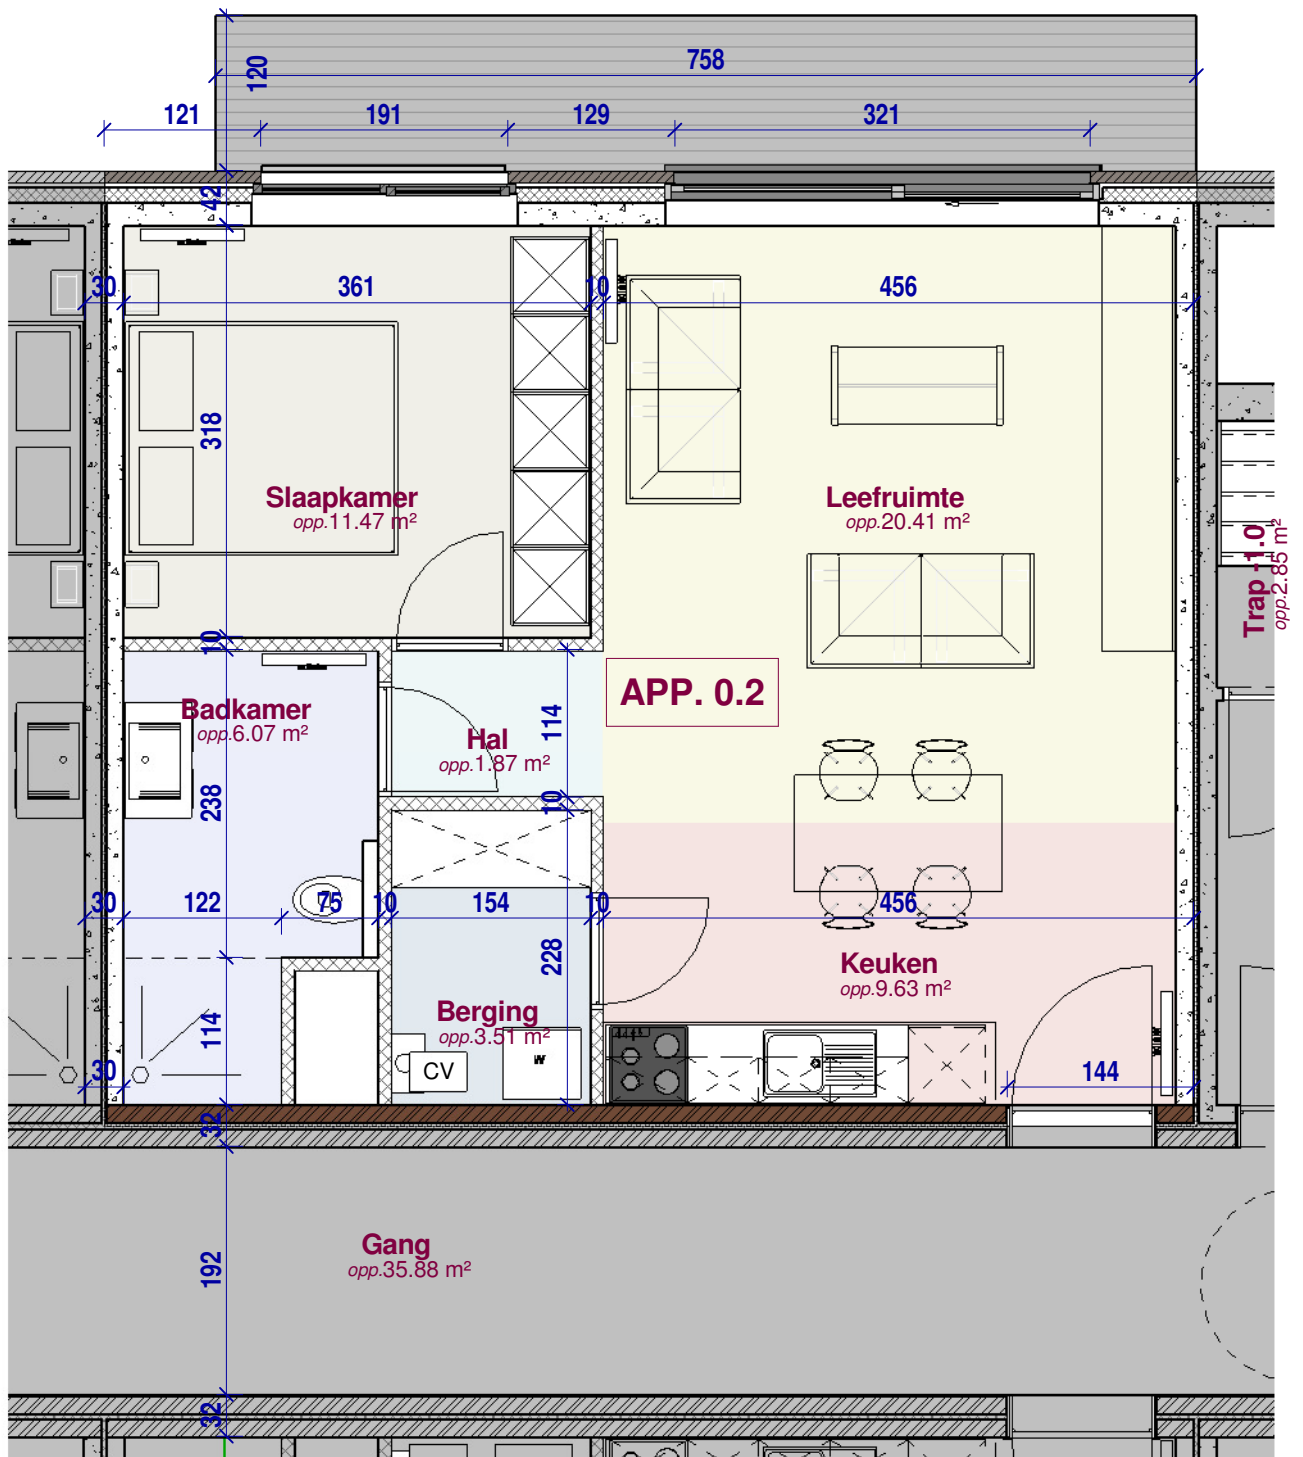 758
120
121
191
129
321
42
30
361
10
456
318
Slaapkamer
opp.11.47 m²
Leefruimte
opp.20.41 m²
Trap -1.0
opp.2.85 m²
10
APP. 0.2
Badkamer
opp.6.07 m²
Hal
opp.1.87 m²
114
238
10
30
122
75
10
154
10
456
228
Keuken
opp.9.63 m²
Berging
opp.3.51 m²
114
30
CV
W
144
32
Gang
opp.35.88 m²
192
32